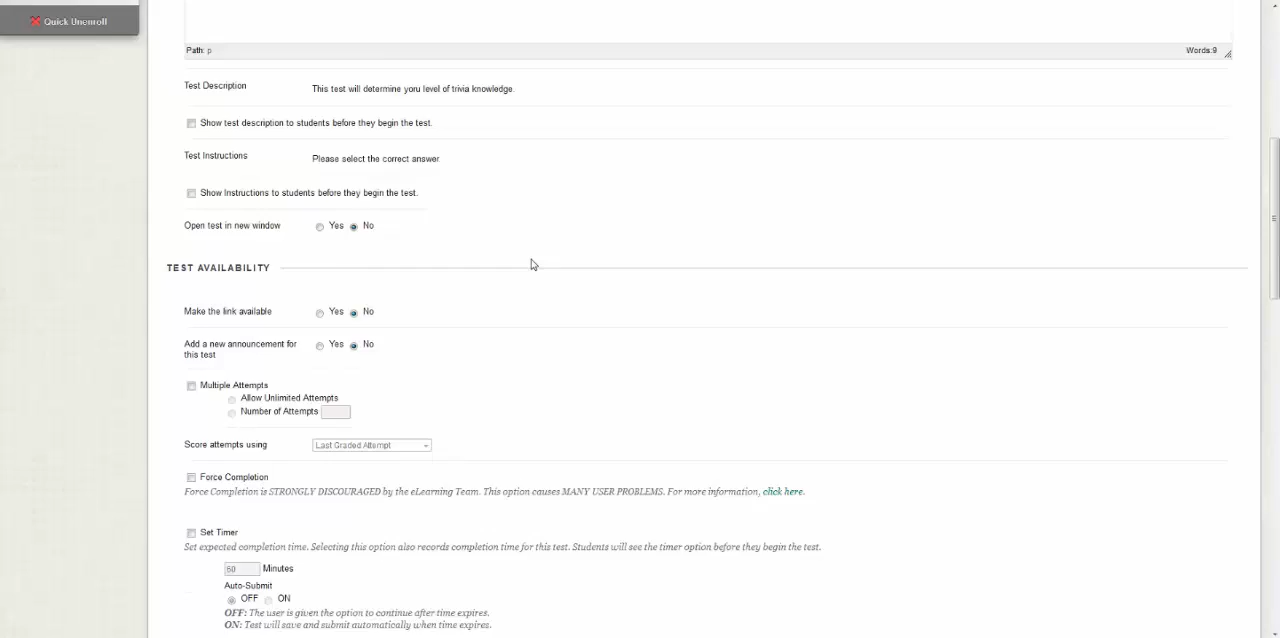 Quick Unenroll
Path: p
Words:9
Test Description
This test will determine yoru level of trivia knowledge.
Show test description to students before they begin the test.
Test Instructions
Please select the correct answer
Show Instructions to students before they begin the test.
Open test in new window
Yes No
TEST AVAILABILITY
Make the link available
Yes No
Add a new announcement for
this test
Yes No
Multiple Attempts
Allow Unlimited Attempts
Number of Attempts
Score attempts using
Last Graded Attempt
Force Completion
Force Completion is STRONGLY DISCOURAGED by the eLearning Team. This option causes MANY USER PROBLEMS. For more information, click here.
Set Timer
Set expected completion time. Selecting this option also records completion time for this test. Students will see the timer option before they begin the test.
60 Minutes
Auto-Submit
OFF ON
OFF: The user is given the option to continue after time expires.
ON: Test will save and submit automatically when time expires.